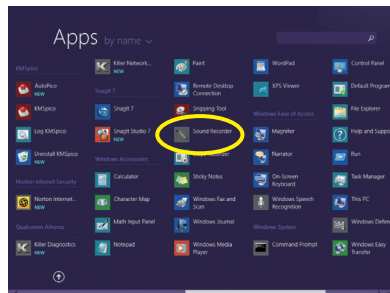 Apps by name
KMSpico
AutoPico
NEW
KMSpico
Log KMSpico
Uninstall KMSpico
NEW
Norton Internet Security
Norton Internet...
NEW
Qualcomm Atheros
Killer Diagnostics
NEW
Killer Network...
NEW
SnagIt 7
SnagIt 7
SnagIt Studio 7
NEW
Windows Accessories
Calculator
Character Map
Math Input Panel
Notepad
Paint
Remote Desktop
Connection
Snipping Tool
Sound Recorder
Sticky Notes
Windows Fax and
Scan
Windows Journal
Windows Media
Player
WordPad
XPS Viewer
Windows Ease of Access
Magnifier
Narrator
On-Screen
Keyboard
Windows Speech
Recognition
Windows System
Command Prompt
Control Panel
Default Program
File Explorer
Help and Suppo
Run
Task Manager
This PC
Windows Defen
Windows Easy
Transfer